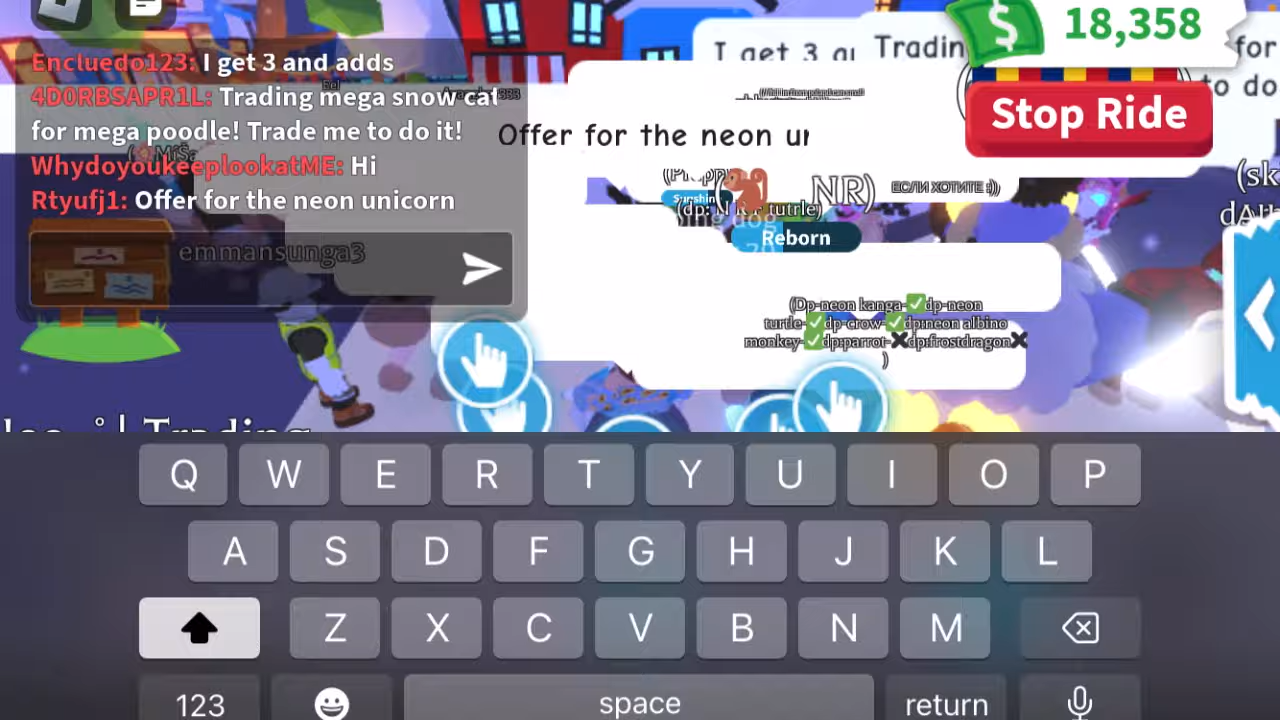 Encluedo123: I get 3 and adds
4D0RBSAPR1L: Trading mega snow cat
for mega poodle! Trade me to do it!
WhydoyoukeeplookatME: Hi
Rtyufj1: Offer for the neon unicorn
emmansunga3
I get 3
Trading
for
to do
18,358
Stop Ride
Offer for the neon
NR)
ЕСЛИ ХОТИТЕ :))
Sunshine
Reborn
(Dp-neon kanga-✅dp-neon
turtle-✅dp-crow-✅dp:neon albino
monkey-✅dp:parrot-✖dp:frostdragon✖
)
(sk
| Trading
Q W E R T Y U I O P
A S D F G H J K L
Z X C V B N M
123 space return